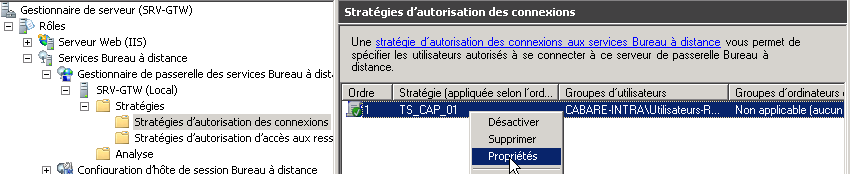 Gestionnaire de serveur (SRV-GTW)
Rôles
Serveur Web (IIS)
Services Bureau à distance
Gestionnaire de passerelle des services Bureau à dista
SRV-GTW (Local)
Stratégies
Stratégies d'autorisation des connexions
Stratégies d'autorisation d'accès aux ress
Analyse
Configuration d'hôte de session Bureau à distance
Stratégies d'autorisation des connexions
Une stratégie d'autorisation des connexions aux services Bureau à distance vous permet de
spécifier les utilisateurs autorisés à se connecter à ce serveur de passerelle Bureau à
distance.
Ordre Stratégie (appliquée selon l'ord... Groupes d'utilisateurs Groupes d'ordinateurs
1 TS_CAP_01 CABARE-INTRA\Utilisateurs-R... Non applicable (aucun
Désactiver
Supprimer
Propriétés